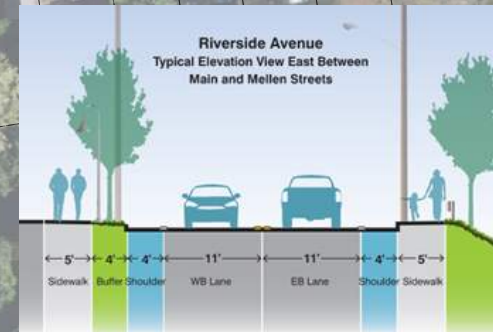 Riverside Avenue
Typical Elevation View East Between
Main and Mellen Streets
5' 4' 4' 11' 11' 4' 5'
Sidewalk Buffer Shoulder WB Lane EB Lane Shoulder Sidewalk